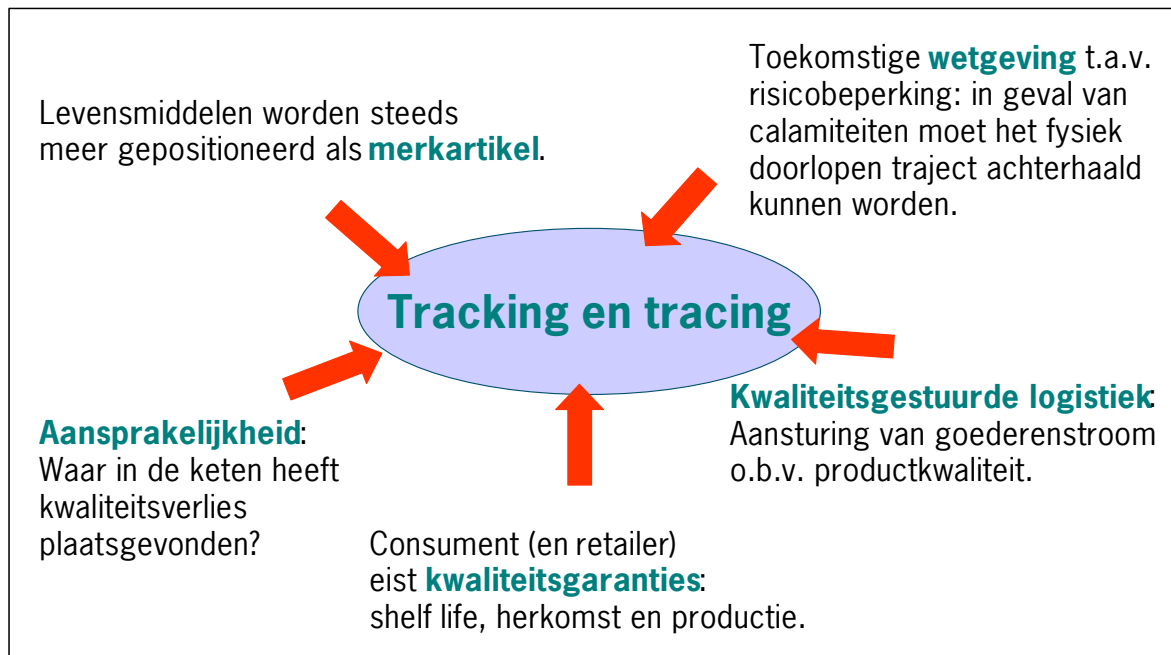 Levensmiddelen worden steeds
meer gepositioneerd als merkartikel.
Toekomstige wetgeving t.a.v.
risicobeperking: in geval van
calamiteiten moet het fysiek
doorlopen traject achterhaald
kunnen worden.
Tracking en tracing
Aansprakelijkheid:
Waar in de keten heeft
kwaliteitsverlies
plaatsgevonden?
Kwaliteitsgestuurde logistiek:
Aansturing van goederenstroom
o.b.v. productkwaliteit.
Consument (en retailer)
eist kwaliteitsgaranties:
shelf life, herkomst en productie.